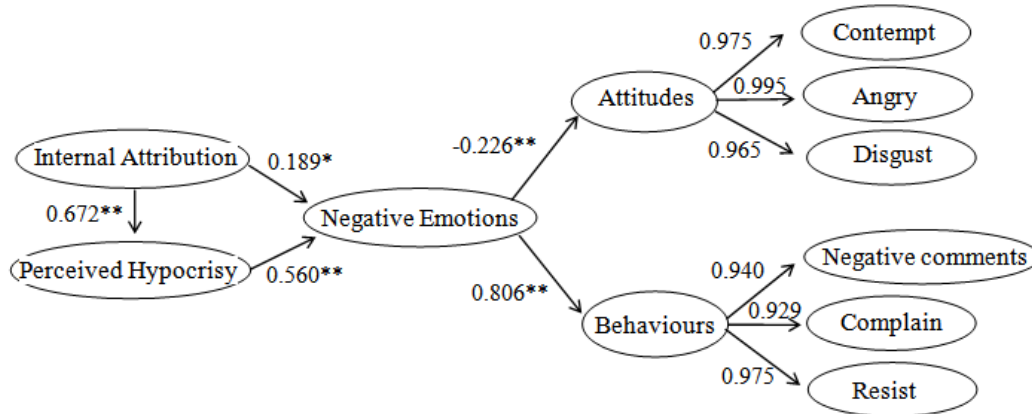 Contempt
0.975
0.995
Attitudes
Angry
-0.226**
0.965
Internal Attribution
0.189*
Disgust
0.672**
Negative Emotions
Perceived Hypocrisy
0.560**
Negative comments
0.940
0.806**
0.929
Behaviours
Complain
0.975
Resist